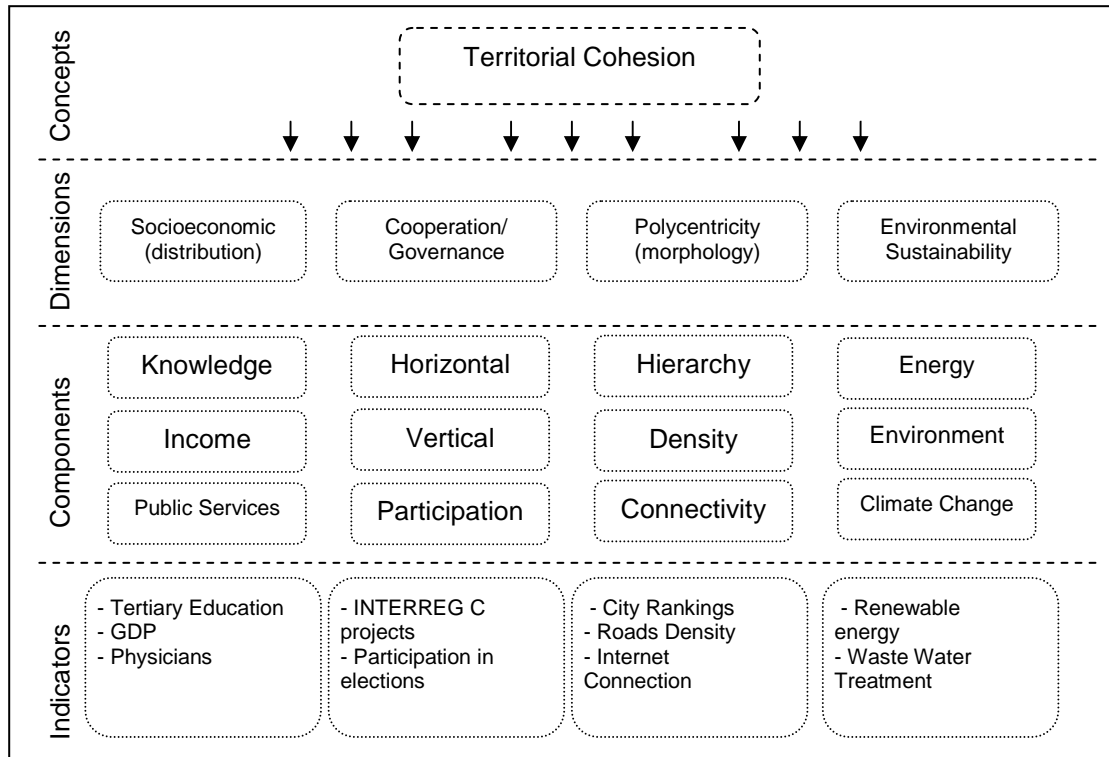 Concepts
Territorial Cohesion
Dimensions
Socioeconomic
(distribution)
Cooperation/
Governance
Polycentricity
(morphology)
Environmental
Sustainability
Components
Knowledge
Horizontal
Hierarchy
Energy
Income
Vertical
Density
Environment
Public Services
Participation
Connectivity
Climate Change
Indicators
- Tertiary Education
- GDP
- Physicians
- INTERREG C
projects
- Participation in
elections
- City Rankings
- Roads Density
- Internet
Connection
- Renewable
energy
- Waste Water
Treatment